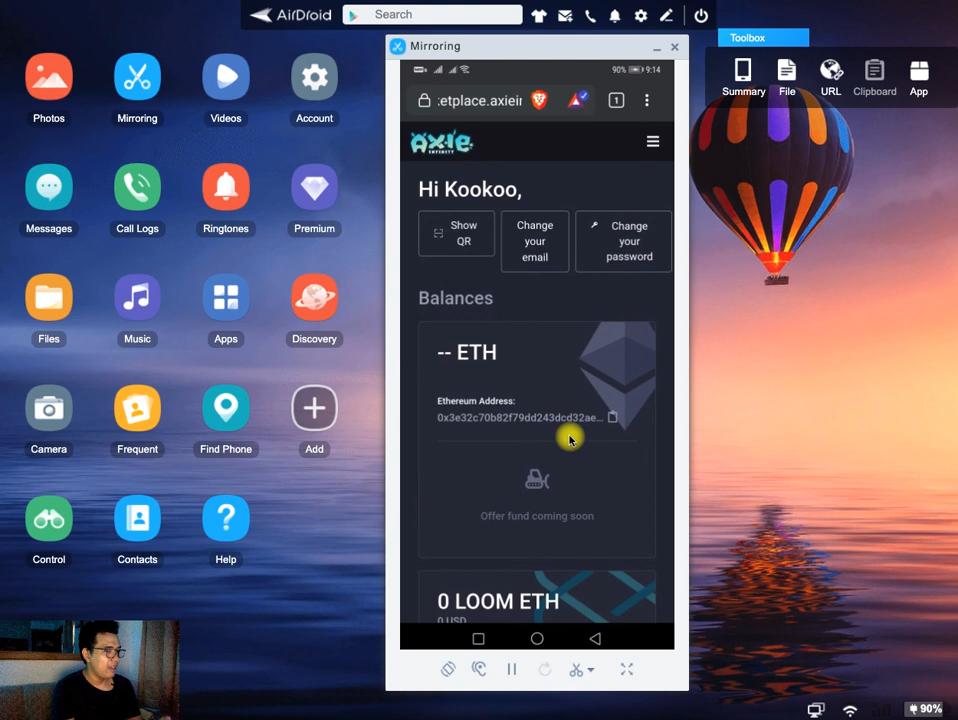 AirDroid
Search
Toolbox
Summary
File
URL
Clipboard
App
Photos
Mirroring
Videos
Account
Messages
Call Logs
Ringtones
Premium
Files
Music
Apps
Discovery
Camera
Frequent
Find Phone
Add
Control
Contacts
Help
Mirroring
90% 9:14
:etplace.axiein
1
AXIE
INFINITY
Hi Kookoo,
Show
QR
Change
your
email
Change
your
password
Balances
-- ETH
Ethereum Address:
0x3e32c70b82f79dd243dcd32ae...
Offer fund coming soon
0 LOOM ETH
0 USD
90%